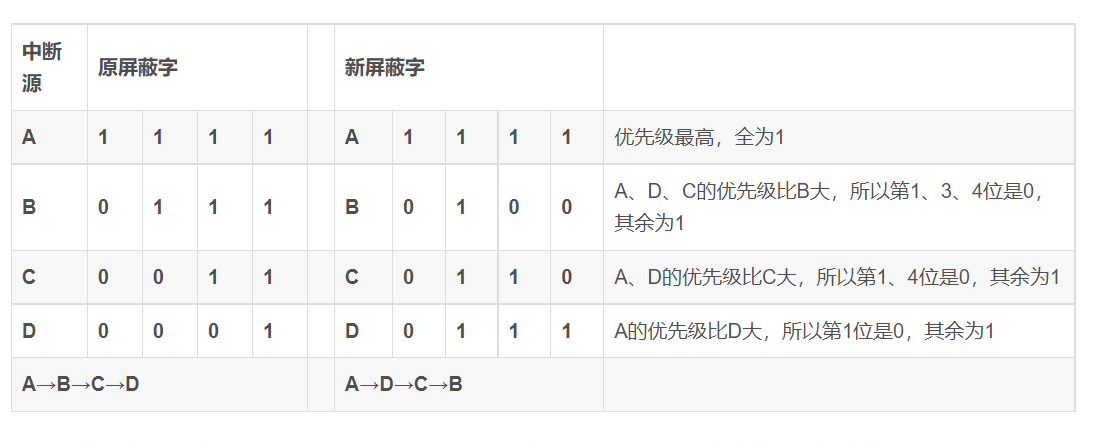 中断源 原屏蔽字 新屏蔽字
A 1 1 1 1 A 1 1 1 1 优先级最高，全为1
B 0 1 1 1 B 0 1 0 0 A、D、C的优先级比B大，所以第1、3、4位是0，
其余为1
C 0 0 1 1 C 0 1 1 0 A、D的优先级比C大，所以第1、4位是0，其余为1
D 0 0 0 1 D 0 1 1 1 A的优先级比D大，所以第1位是0，其余为1
A→B→C→D A→D→C→B